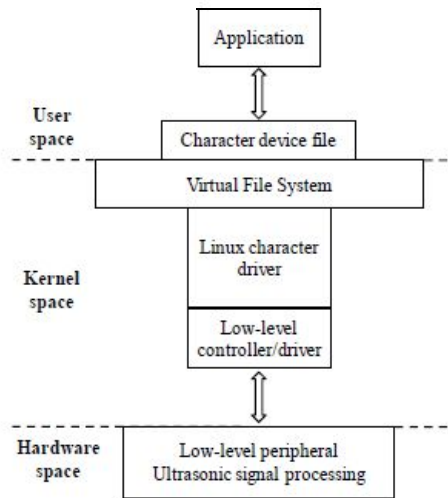 Application
User
space
Character device file
Virtual File System
Linux character
driver
Kernel
space
Low-level
controller/driver
Hardware
space
Low-level peripheral
Ultrasonic signal processing